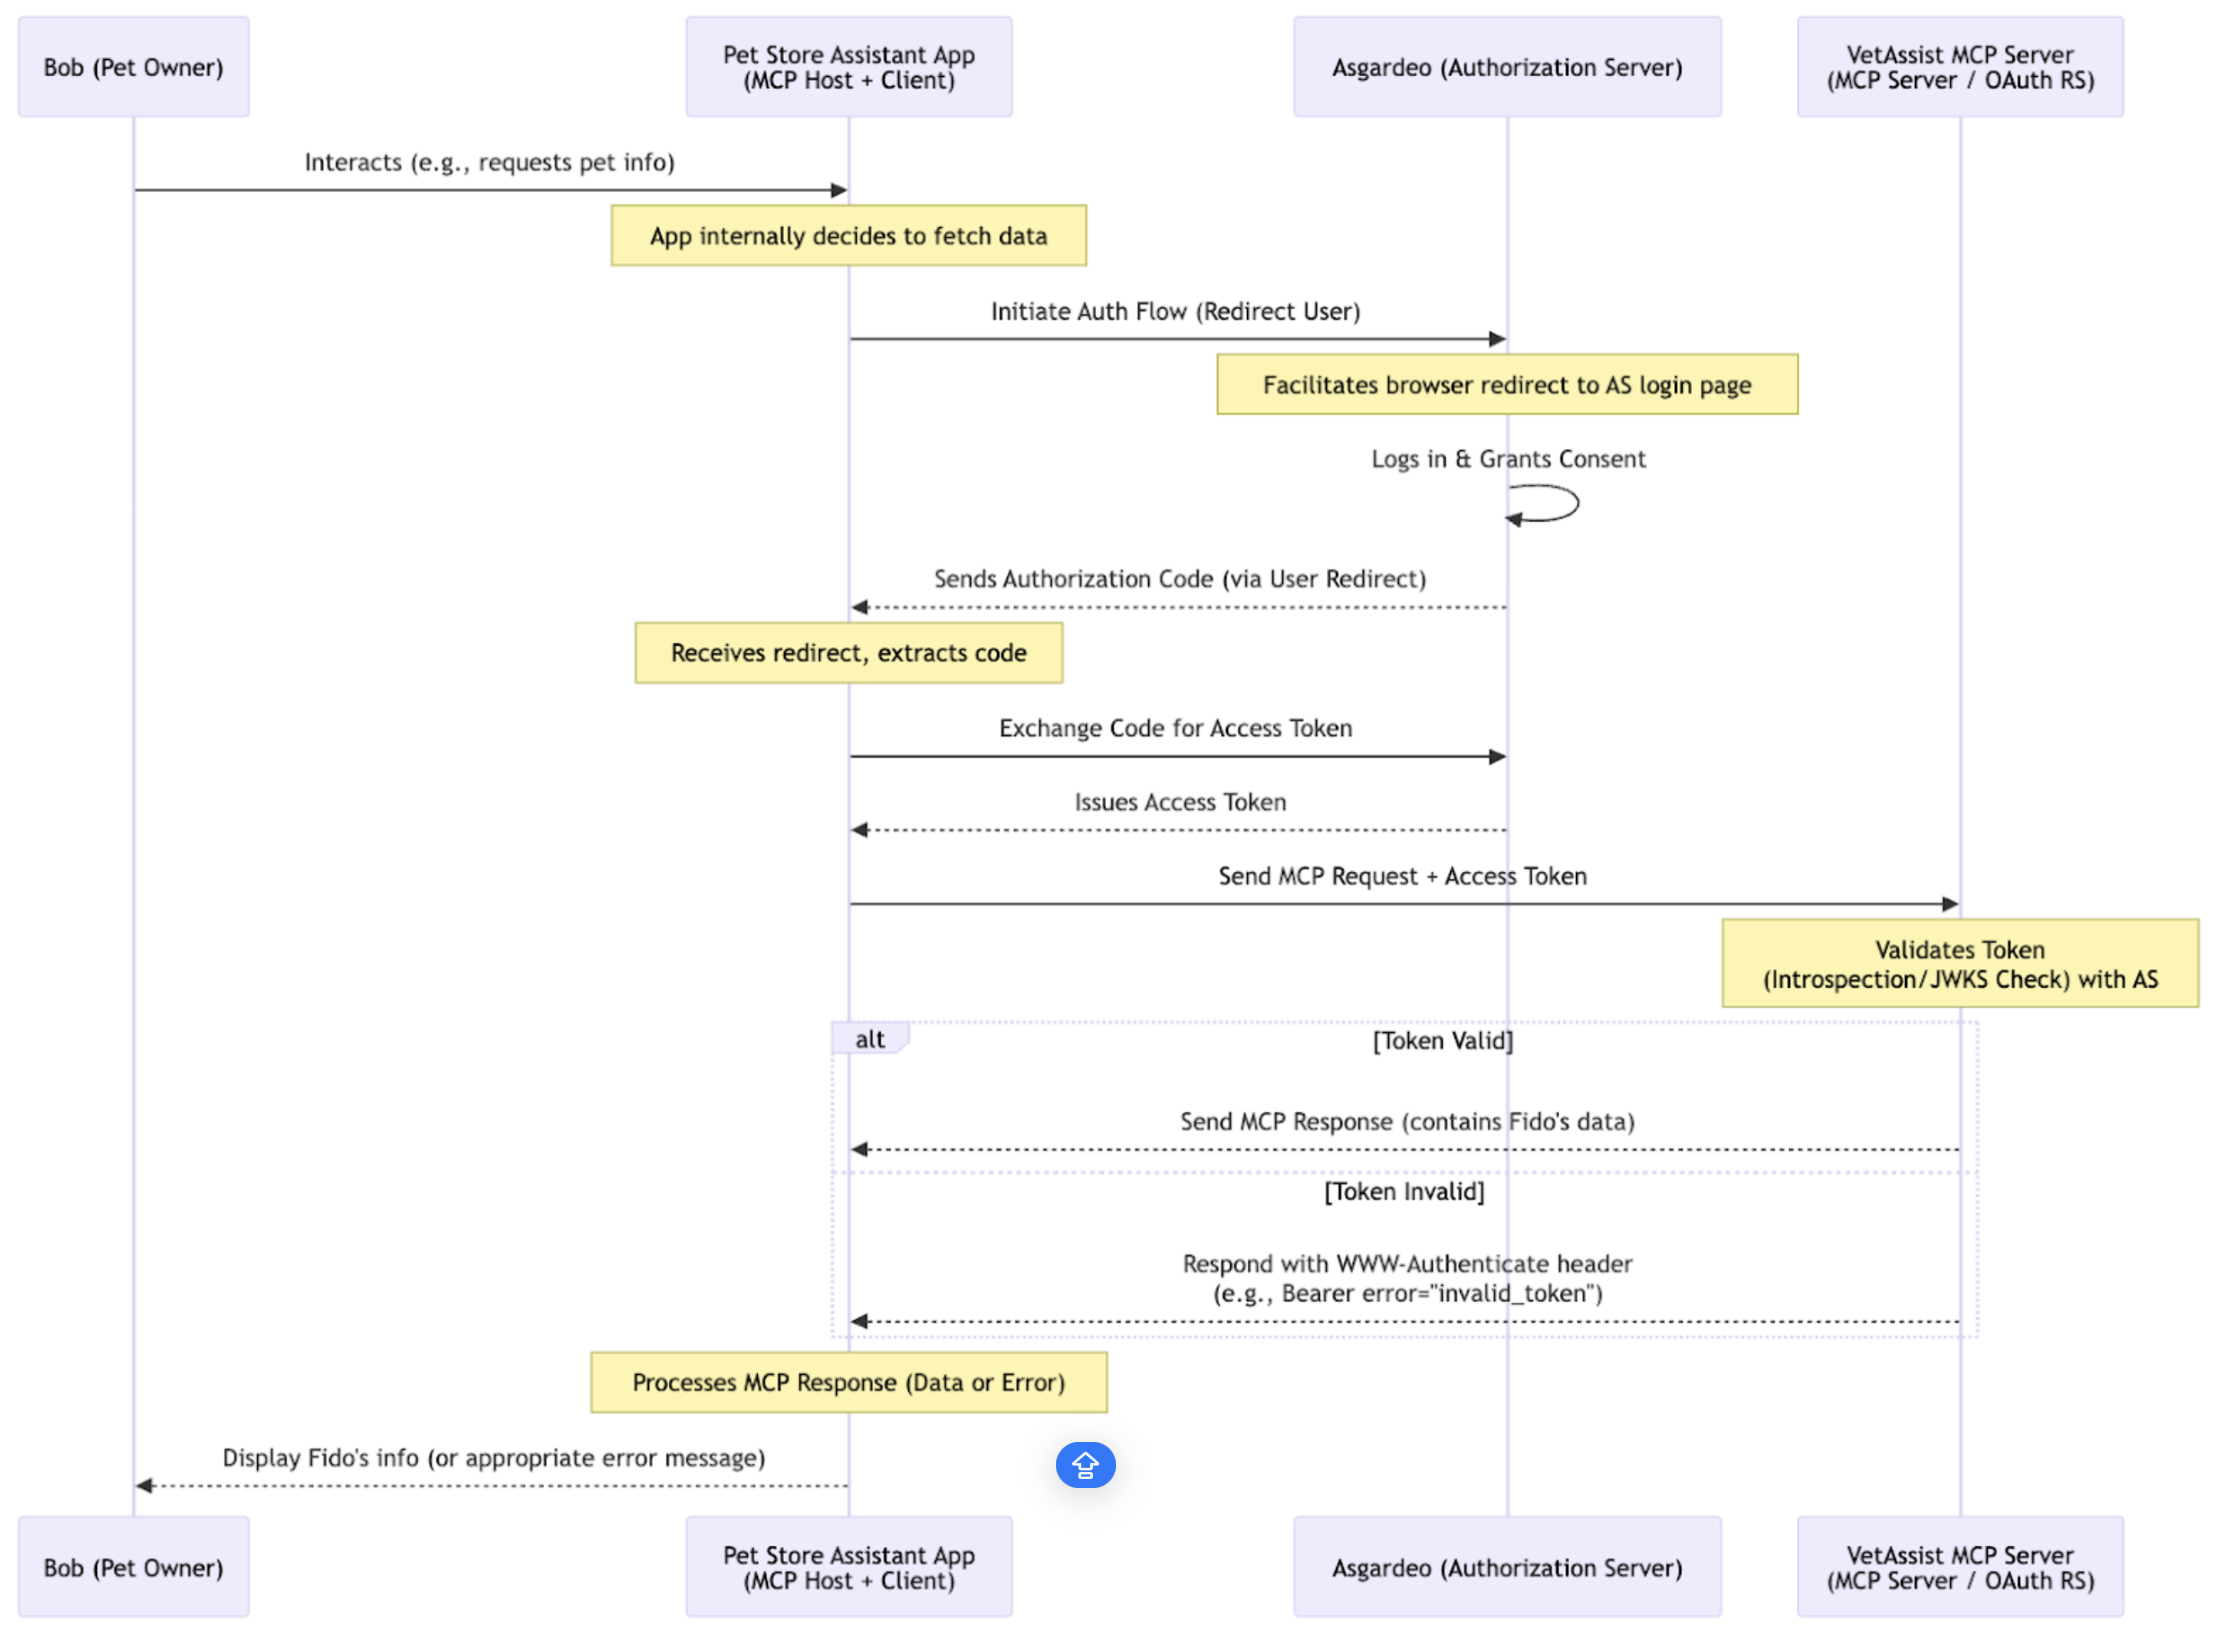 Bob (Pet Owner)
Pet Store Assistant App
(MCP Host + Client)
Asgardeo (Authorization Server)
VetAssist MCP Server
(MCP Server / OAuth RS)
Interacts (e.g., requests pet info)
App internally decides to fetch data
Initiate Auth Flow (Redirect User)
Facilitates browser redirect to AS login page
Logs in & Grants Consent
Sends Authorization Code (via User Redirect)
Receives redirect, extracts code
Exchange Code for Access Token
Issues Access Token
Send MCP Request + Access Token
Validates Token
(Introspection/JWKS Check) with AS
alt
[Token Valid]
Send MCP Response (contains Fido's data)
[Token Invalid]
Respond with WWW-Authenticate header
(e.g., Bearer error="invalid_token")
Processes MCP Response (Data or Error)
Display Fido's info (or appropriate error message)
Bob (Pet Owner)
Pet Store Assistant App
(MCP Host + Client)
Asgardeo (Authorization Server)
VetAssist MCP Server
(MCP Server / OAuth RS)